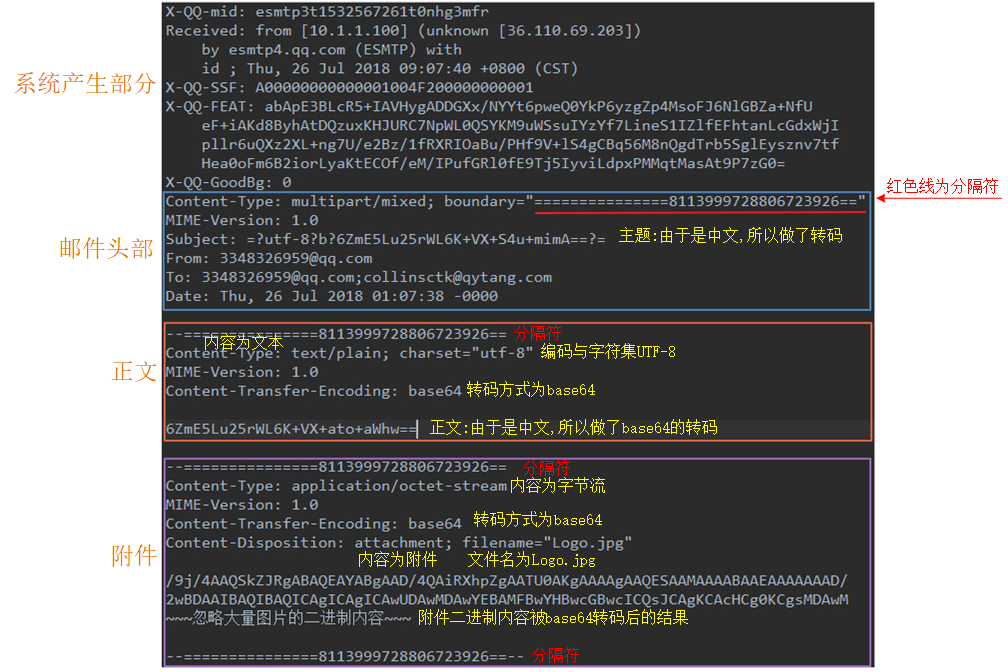 X-QQ-mid: esmtp3t1532567261t0nhg3mfr
Received: from [10.1.1.100] (unknown [36.110.69.203])
by esmtp4.qq.com (ESMTP) with
系统产生部分
id ; Thu, 26 Jul 2018 09:07:40 +0800 (CST)
X-QQ-SSF: A00000000000001004F200000000001
X-QQ-FEAT: abApE3BLcR5+IAVHygADDGXx/NYYt6pweQ0YkP6yzgZp4MsoFJ6NlGBZa+NfU
eF+iAKd8ByhAtDQzuxKHJURC7NpWL0QSYKM9uWSsuIYzYf7LineS1IZlfEFhtanLcGdxWjI
pllr6uQXz2XL+ng7U/e2Bz/1fRXRIOaBu/PHf9V+lS4gCBq56M8nQgdTrb5SglEysznv7tf
Hea0oFm6B2iorLyaKtECOf/eM/IPufGRl0fE9Tj5IyviLdpxPMMqtMasAt9P7zG0=
X-QQ-GoodBg: 0
红色线为分隔符
Content-Type: multipart/mixed; boundary="===============8113999728806723926=="
MIME-Version: 1.0
邮件头部
Subject: =?utf-8?b?6ZmE5Lu25rWL6K+VX+S4u+mimA==?= 主题:由于是中文,所以做了转码
From: 3348326959@qq.com
To: 3348326959@qq.com;collinsctk@qytang.com
Date: Thu, 26 Jul 2018 01:07:38 -0000
--===============8113999728806723926== 分隔符
内容为文本
Content-Type: text/plain; charset="utf-8" 编码与字符集UTF-8
正文
MIME-Version: 1.0
Content-Transfer-Encoding: base64 转码方式为base64
6ZmE5Lu25rWL6K+VX+ato+aWhw== 正文:由于是中文,所以做了base64的转码
--===============8113999728806723926== 分隔符
Content-Type: application/octet-stream 内容为字节流
MIME-Version: 1.0
Content-Transfer-Encoding: base64 转码方式为base64
Content-Disposition: attachment; filename="Logo.jpg"
附件
内容为附件 文件名为Logo.jpg
/9j/4AAQSkZJRgABAQEAYABgAAD/4QAiRXhpZgAATU0AKgAAAAgAAQESAAMAAAABAAEAAAAAAAD/
2wBDAAIBAQIBAQICAgICAgICAwUDAwMDAwYEBAMFBwYHBwcGBwcICQsJCAgKCAcHCg0KCgsMDAwM
~~~忽略大量图片的二进制内容~~~ 附件二进制内容被base64转码后的结果
--===============8113999728806723926==-- 分隔符